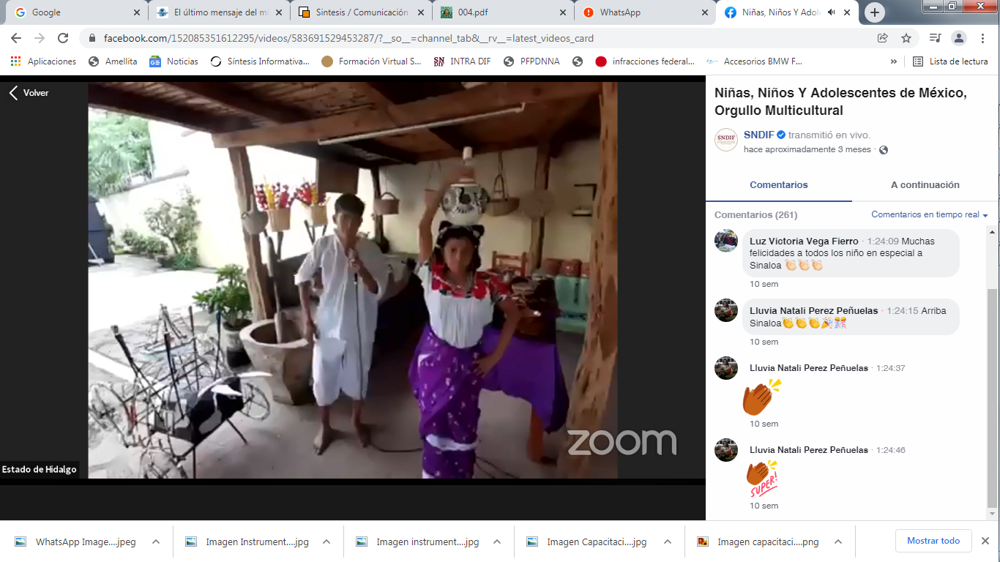 Google
El último mensaje del m
Sintesis / Comunicación
004.pdf
WhatsApp
Niñas, Niños Y Adole
facebook.com/152085351612295/videos/583691529453287/?__so__=channel_tab&__rv__=latest_videos_card
Aplicaciones
Amellita
Noticias
Síntesis Informativa...
Formación Virtual S...
SN INTRA DIF
PFPDNNA
infracciones federal...
Accesorios BMW F...
»
Lista de lectura
Volver
zoom
Estado de Hidalgo
Niñas, Niños Y Adolescentes de México,
Orgullo Multicultural
SNDIF
SNDIF transmitió en vivo.
hace aproximadamente 3 meses ·
Comentarios
A continuación
Comentarios (261)
Comentarios en tiempo real
Luz Victoria Vega Fierro · 1:24:09 Muchas
felicidades a todos los niño en especial a
Sinaloa 👏🏻👏🏻👏🏻
10 sem
Lluvia Natali Perez Peñuelas · 1:24:15 Arriba
Sinaloa👏👏👏🎉🎊
10 sem
Lluvia Natali Perez Peñuelas · 1:24:37
10 sem
Lluvia Natali Perez Peñuelas · 1:24:46
SUPER!
10 sem
WhatsApp Image....jpeg
Imagen Instrument....jpg
Imagen instrument....jpg
Imagen Capacitaci....jpg
Imagen capacitaci....png
Mostrar todo